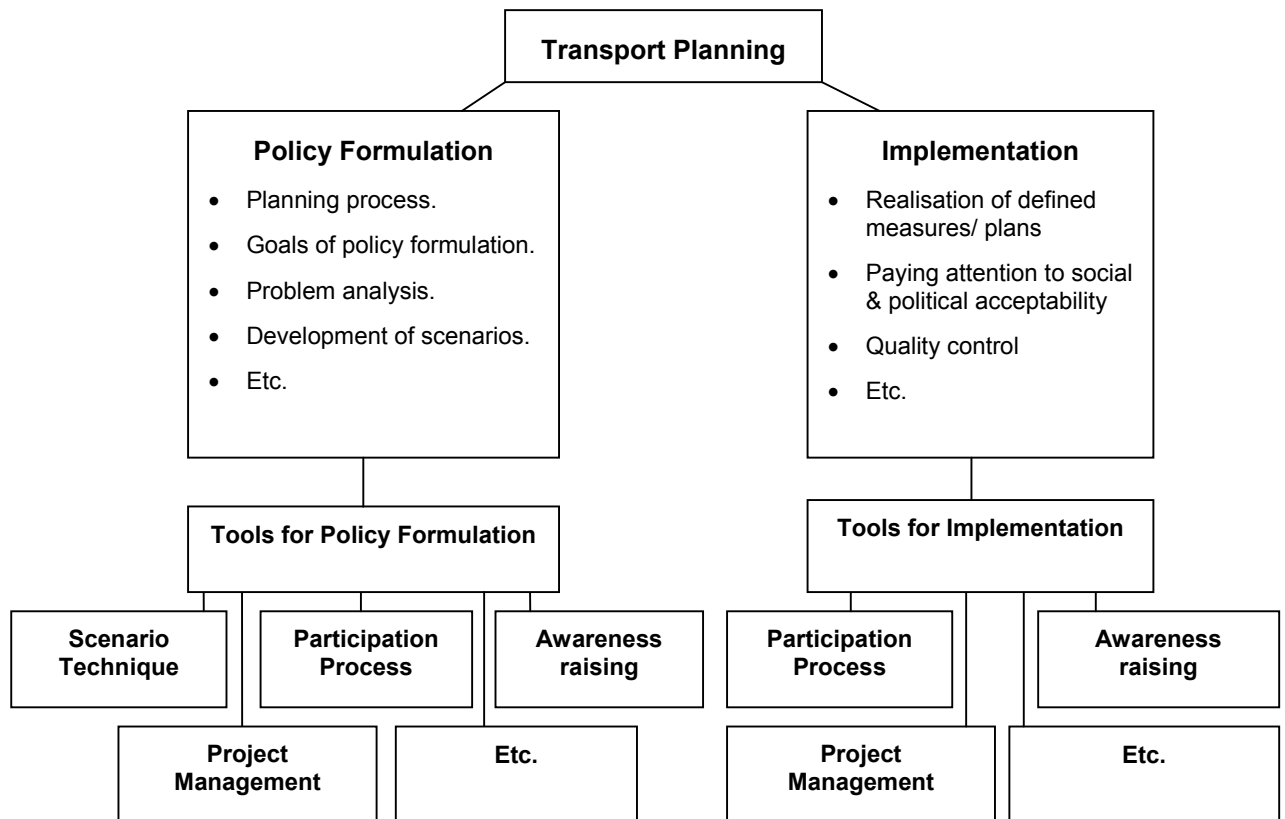 Transport Planning
Policy Formulation
• Planning process.
• Goals of policy formulation.
• Problem analysis.
• Development of scenarios.
• Etc.
Implementation
• Realisation of defined
measures/ plans
• Paying attention to social
& political acceptability
• Quality control
• Etc.
Tools for Policy Formulation
Tools for Implementation
Scenario
Technique
Participation
Process
Awareness
raising
Participation
Process
Awareness
raising
Project
Management
Etc.
Project
Management
Etc.